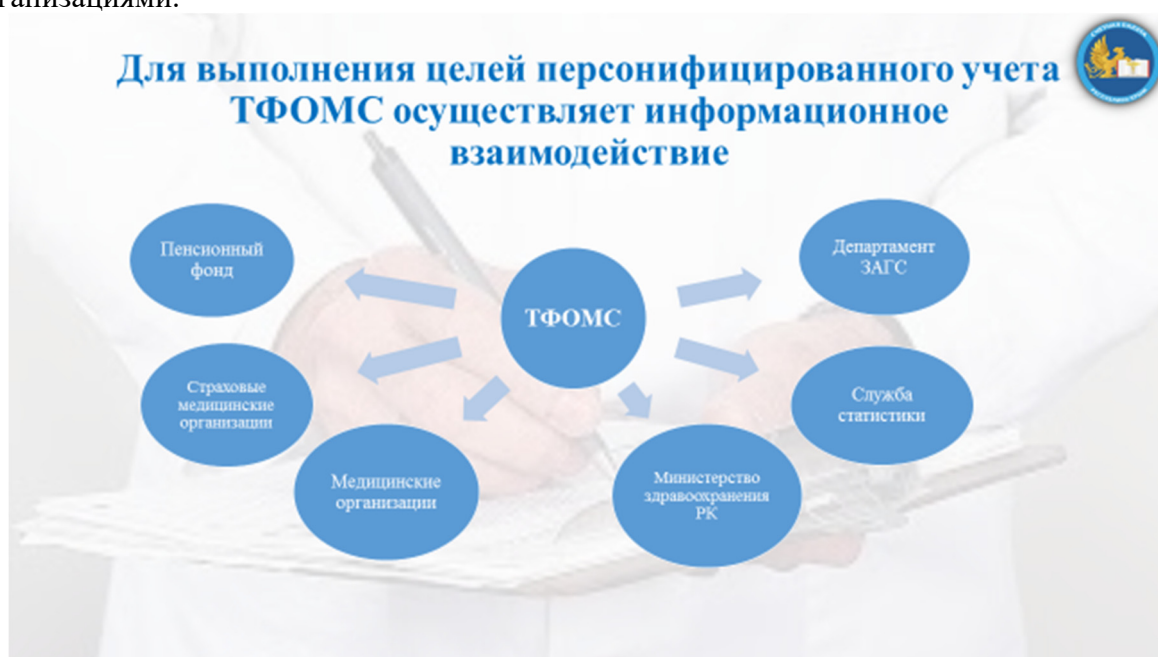 ганизациями.
Для выполнения целей персонифицированного учета
ТФОМС осуществляет информационное
взаимодействие
Пенсионный
фонд
ТФОМС
Департамент
ЗАГС
Страховые
медицинские
организации
Служба
статистики
Медицинские
организации
Министерство
здравоохранения
РК